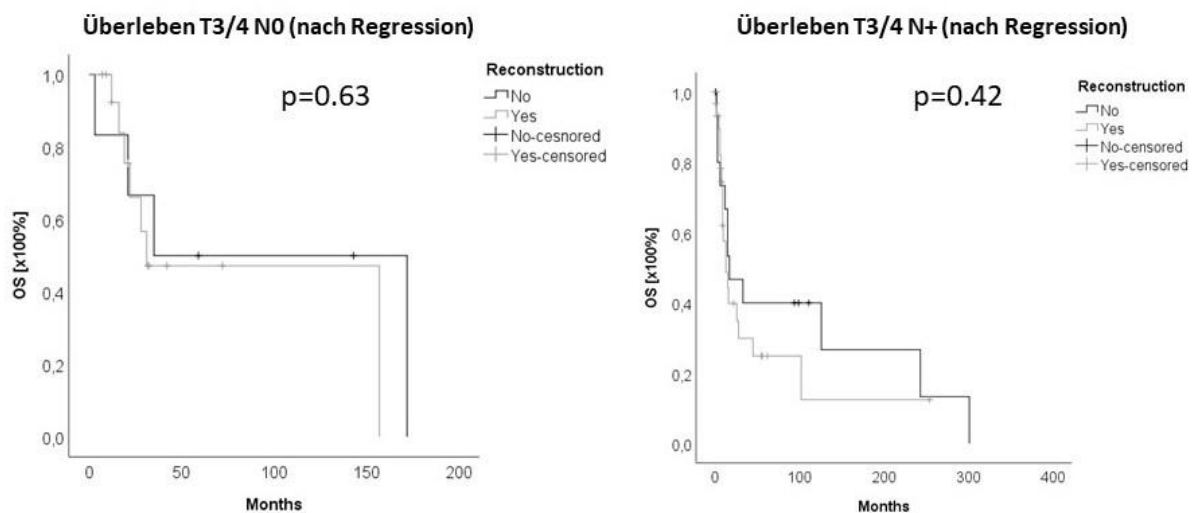 Überleben T3/4 N0 (nach Regression)
1,0
0,8
0,6
0,4
0,2
0,0
OS [x100%]
0
50
100
150
200
Months
p=0.63
Reconstruction
No
Yes
No-cesnored
Yes-censored
Überleben T3/4 N+ (nach Regression)
1,0
0,8
0,6
0,4
0,2
0,0
OS [x100%]
0
100
200
300
400
Months
p=0.42
Reconstruction
No
Yes
No-censored
Yes-censored